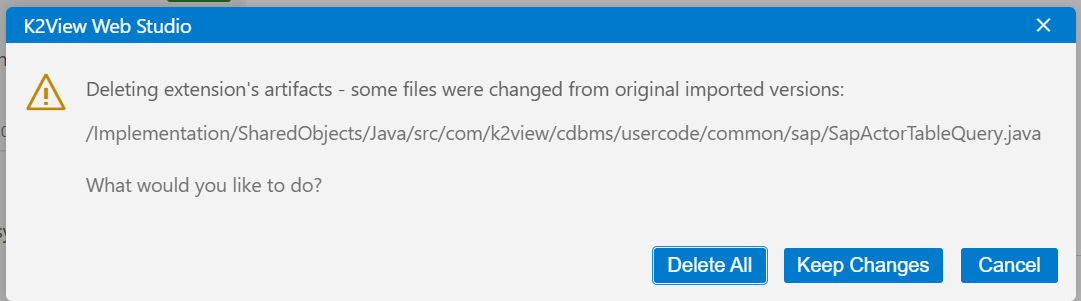 K2View Web Studio
Deleting extension's artifacts - some files were changed from original imported versions:
/Implementation/SharedObjects/Java/src/com/k2view/cdbms/usercode/common/sap/SapActorTableQuery.java
What would you like to do?
Delete All
Keep Changes
Cancel